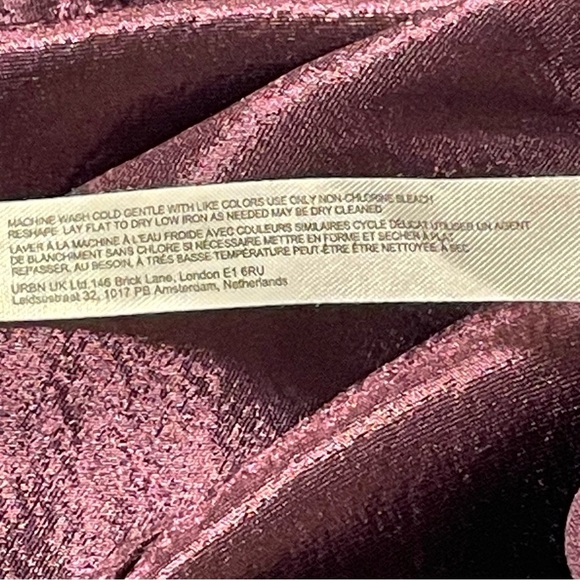 MACHINE WASH COLD GENTLE WITH LIKE COLORS USE ONLY NON-CHLORINE BLEACH
RESHAPE. LAY FLAT TO DRY LOW IRON AS NEEDED MAY BE DRY CLEANED
LAVER À LA MACHINE À L'EAU FROIDE AVEC COULEURS SIMILAIRES CYCLE DÉLICAT UTILISER UN AGENT
DE BLANCHIMENT SANS CHLORE SI NÉCESSAIRE METTRE EN FORME ET SÉCHER À PLAT
REPASSER, AU BESOIN, À TRÈS BASSE TEMPÉRATURE PEUT ÊTRE ÊTRE NETTOYÉE, À SEC
URBN UK Ltd.146 Brick Lane, London E1 6RU
Leidsestraat 32, 1017 PB Amsterdam, Netherlands